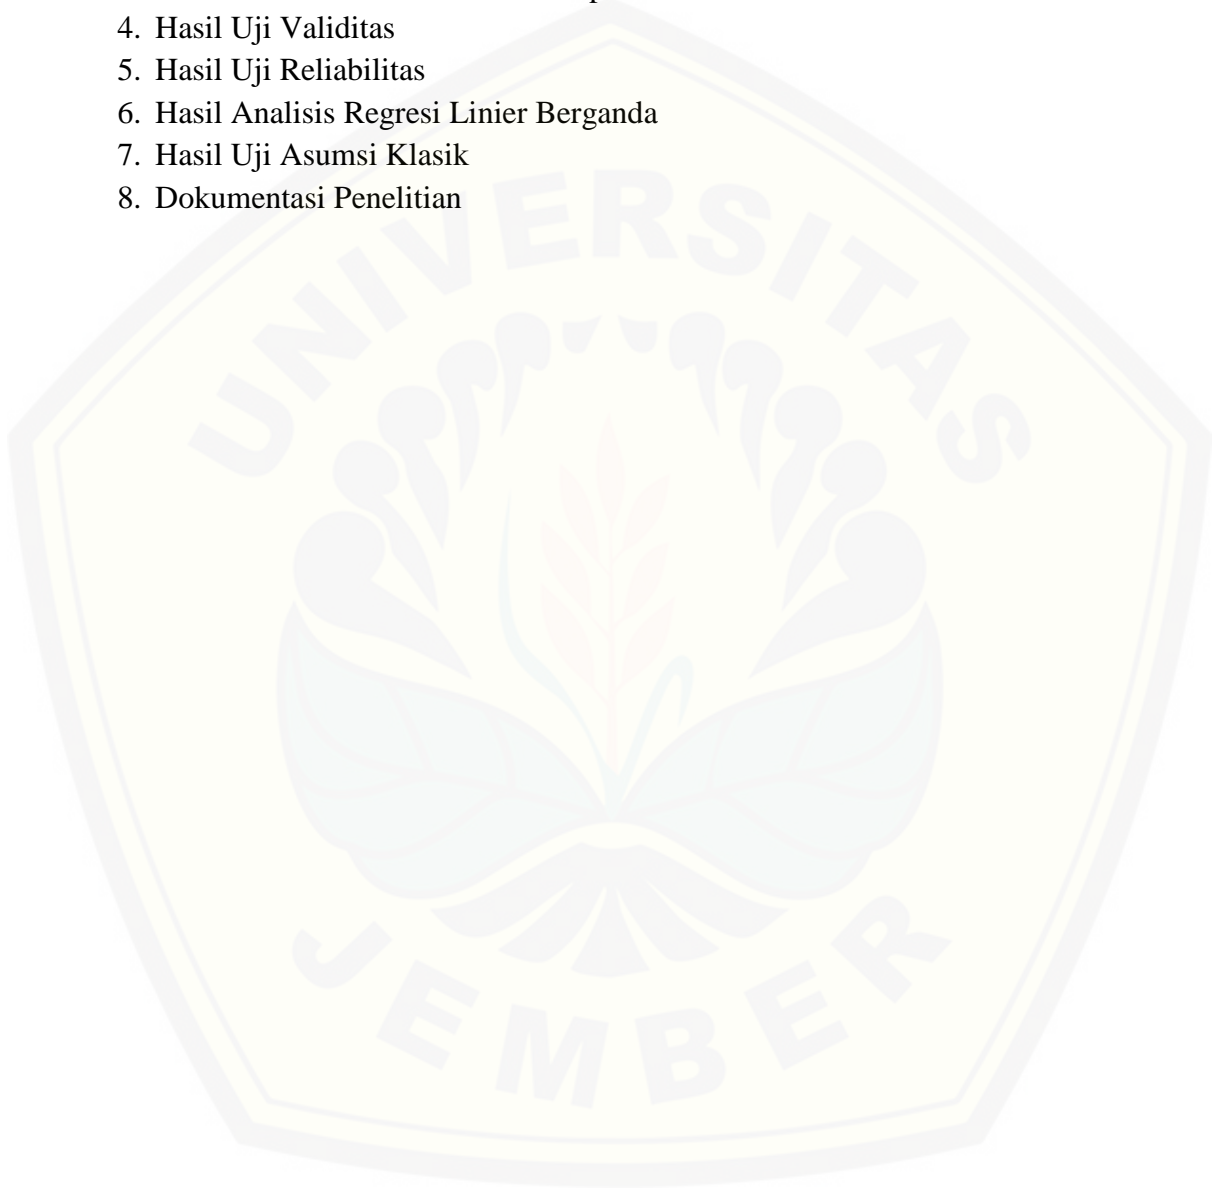 4. Hasil Uji Validitas
5. Hasil Uji Reliabilitas
6. Hasil Analisis Regresi Linier Berganda
7. Hasil Uji Asumsi Klasik
8. Dokumentasi Penelitian
UNIVERSITAS
JEMBER